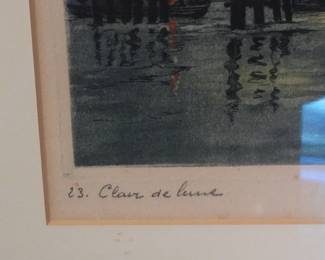 23. Clair de lune